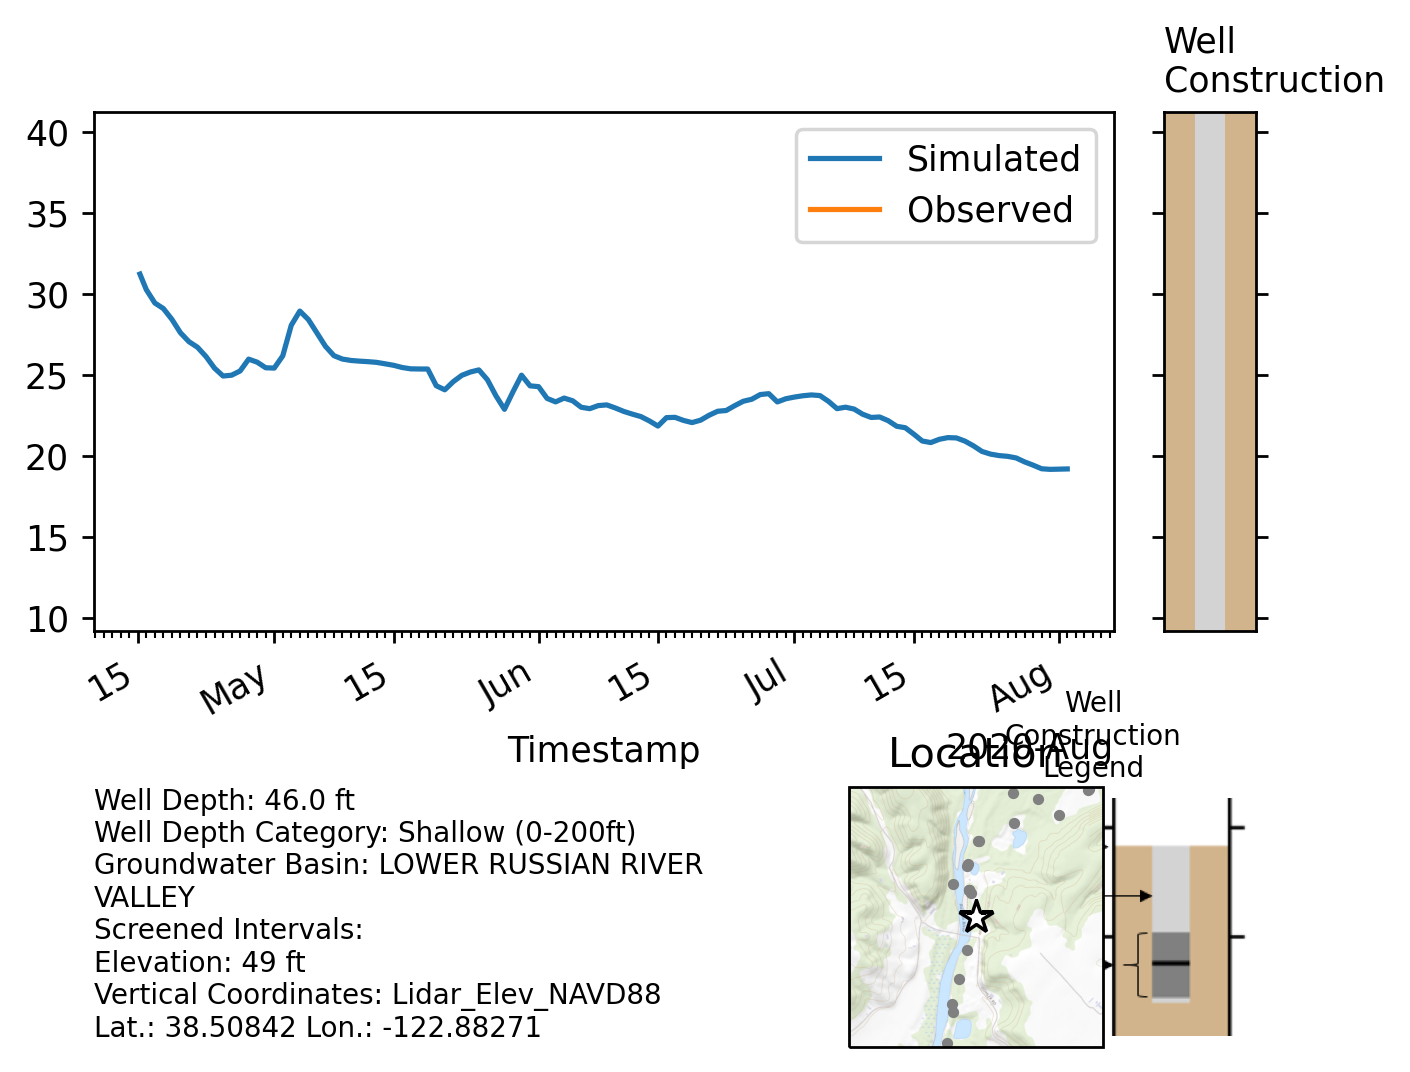 Well
Construction
40
35
30
25
20
15
10
Simulated
Observed
15
May
15
Jun
15
Jul
15
Aug
Timestamp
2020-Aug
Location
Well
Construction
Legend
Well Depth: 46.0 ft
Well Depth Category: Shallow (0-200ft)
Groundwater Basin: LOWER RUSSIAN RIVER
VALLEY
Screened Intervals:
Elevation: 49 ft
Vertical Coordinates: Lidar_Elev_NAVD88
Lat.: 38.50842 Lon.: -122.88271